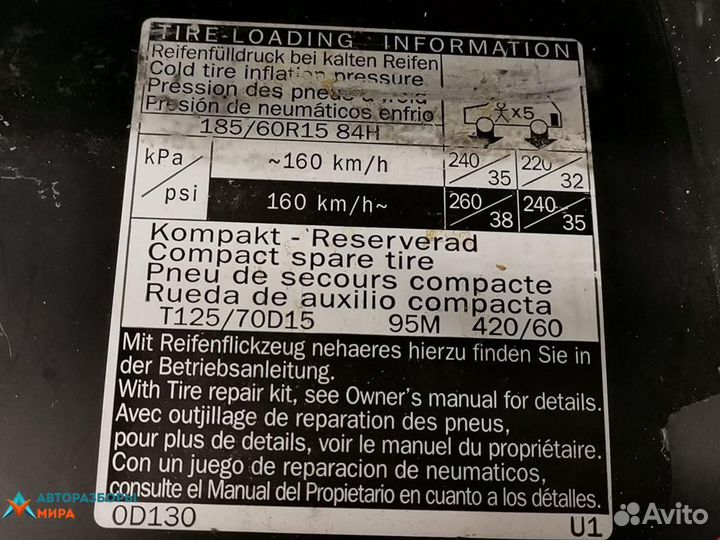 TIRE-LOADING INFORMATION
Reifenfülldruck bei kalten Reifen
Cold tire inflation pressure
Pression des pneus à froid
Presión de neumáticos enfrio
x5
185/60R15 84H
kPa/psi ~160 km/h 240/35 220/32
160 km/h~ 260/38 240/35
Kompakt - Reserverad
Compact spare tire
Pneu de secours compacte
Rueda de auxilio compacta
T125/70D15 95M 420/60
Mit Reifenflickzeug nehaeres hierzu finden Sie in
der Betriebsanleitung.
With Tire repair kit, see Owner's manual for details.
Avec outjillage de reparation des pneus,
pour plus de details, voir le manuel du propriétaire.
Con un juego de reparacion de neumaticos,
consulte el Manual del Propietario en cuanto a los détalles.
0D130 U1
АВТОРАЗБОРЫ
МИРА
Avito